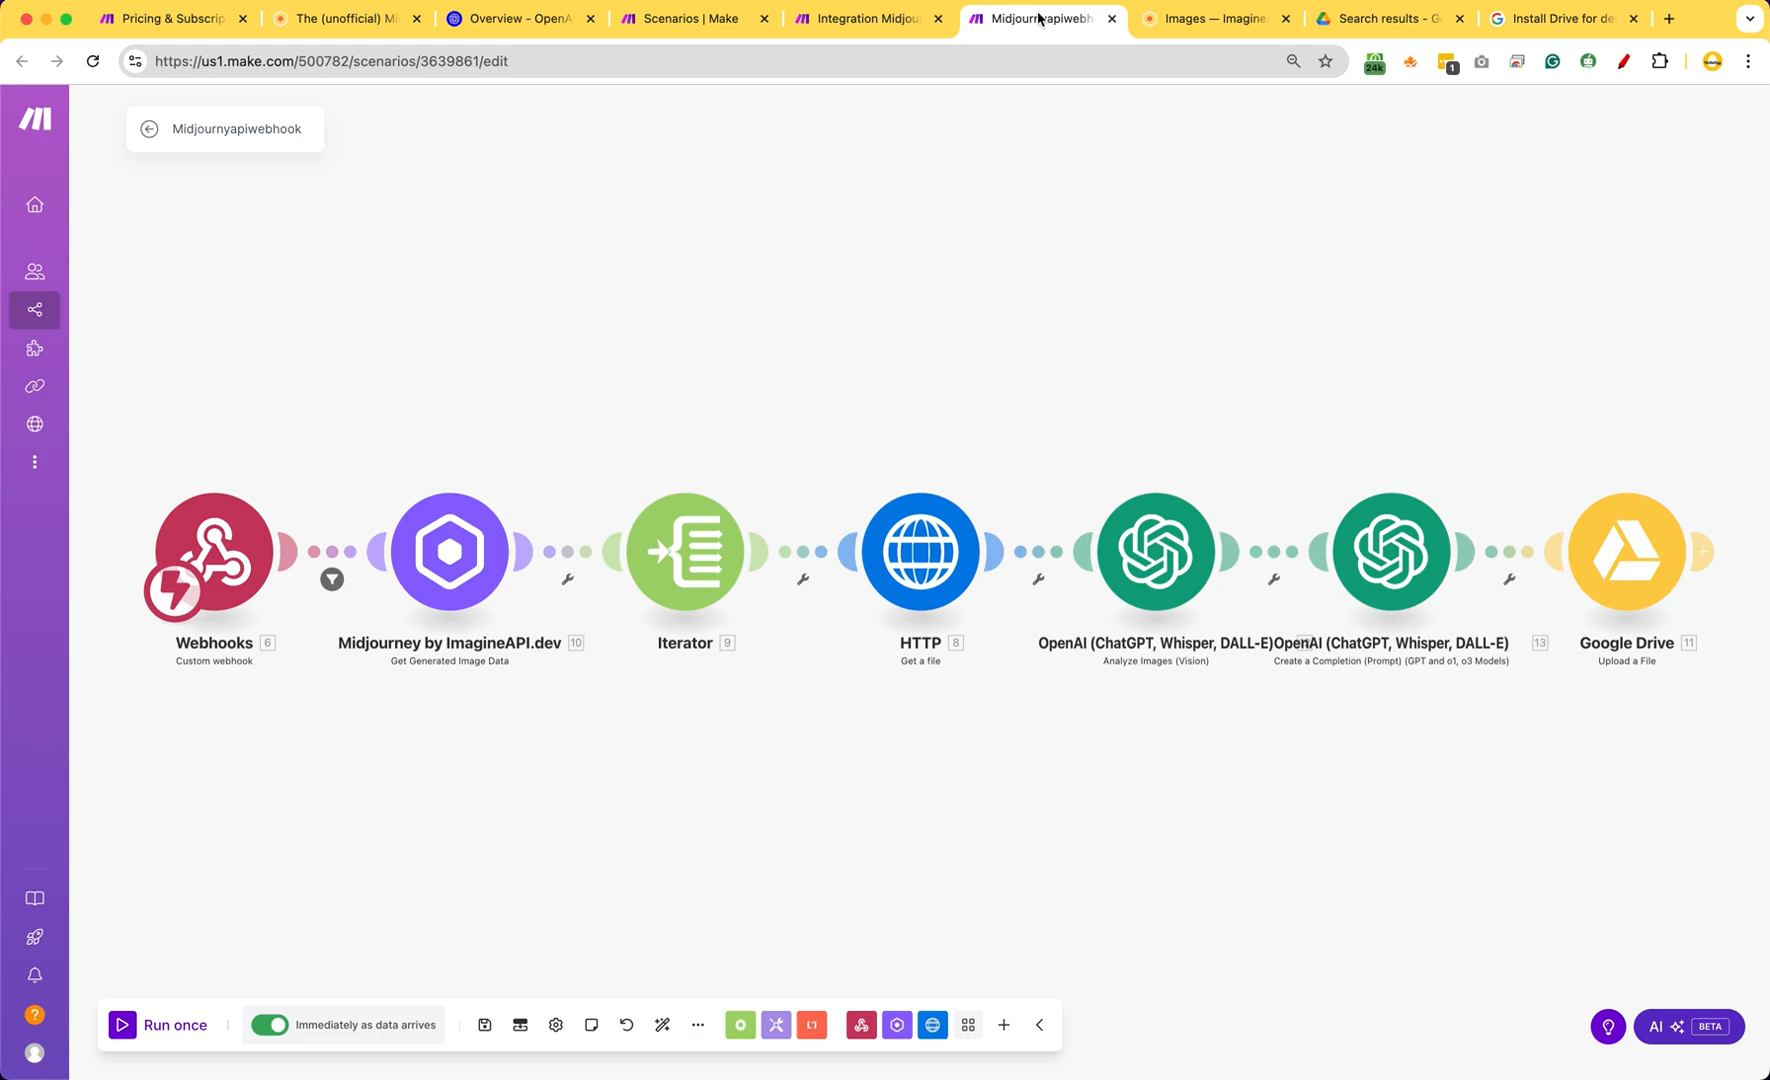 Pricing & Subscrip
The (unofficial) Mi
Overview - OpenA
Scenarios | Make
Integration Midjou
Midjournyapiwebh
Images — Imagine
Search results - G
Install Drive for de
https://us1.make.com/500782/scenarios/3639861/edit
24k
1
Midjournyapiwebhook
Webhooks 6
Custom webhook
Midjourney by ImagineAPI.dev 10
Get Generated Image Data
Iterator 9
HTTP 8
Get a file
OpenAI (ChatGPT, Whisper, DALL-E)
Analyze Images (Vision)
OpenAI (ChatGPT, Whisper, DALL-E) 13
Create a Completion (Prompt) (GPT and o1, o3 Models)
Google Drive 11
Upload a File
Run once
Immediately as data arrives
AI BETA